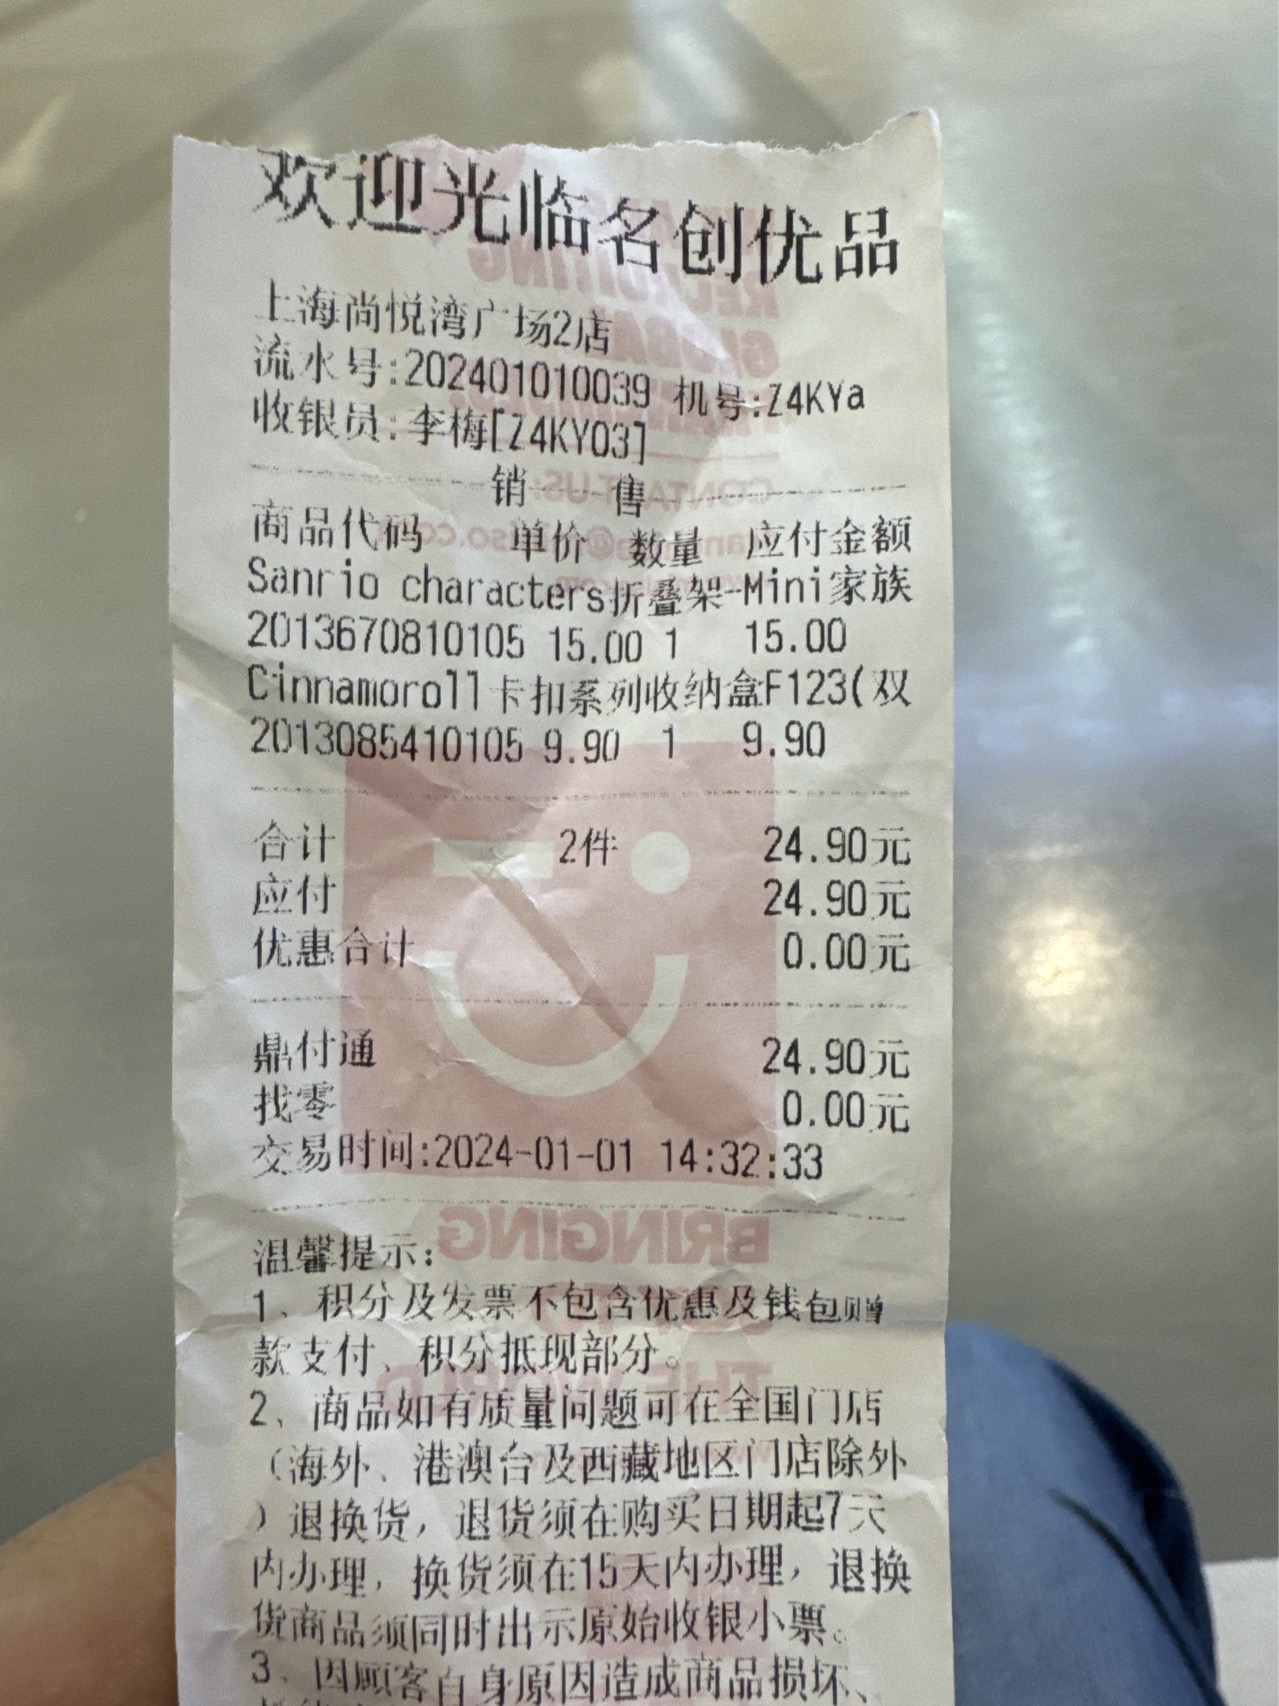 欢迎光临名创优品
上海尚悦湾广场2店
流水号:202401010039 机号:Z4KYa
收银员:李梅[Z4KY03]
销 售
商品代码 单价 数量 应付金额
Sanrio characters折叠架-Mini家族
2013670810105 15.00 1 15.00
Cinnamoroll卡扣系列收纳盒F123(双
2013085410105 9.90 1 9.90
合计 2件 24.90元
应付 24.90元
优惠合计 0.00元
鼎付通 24.90元
找零 0.00元
交易时间:2024-01-01 14:32:33
温馨提示:
1、积分及发票不包含优惠及钱包赠
款支付、积分抵现部分。
2、商品如有质量问题可在全国门店
（海外、港澳台及西藏地区门店除外
）退换货，退货须在购买日期起7天
内办理，换货须在15天内办理，退换
货商品须同时出示原始收银小票。
3、因顾客自身原因造成商品损坏、
BRINGING
THE WORLD
RECRUITING
GLOBAL
CONTACT US: